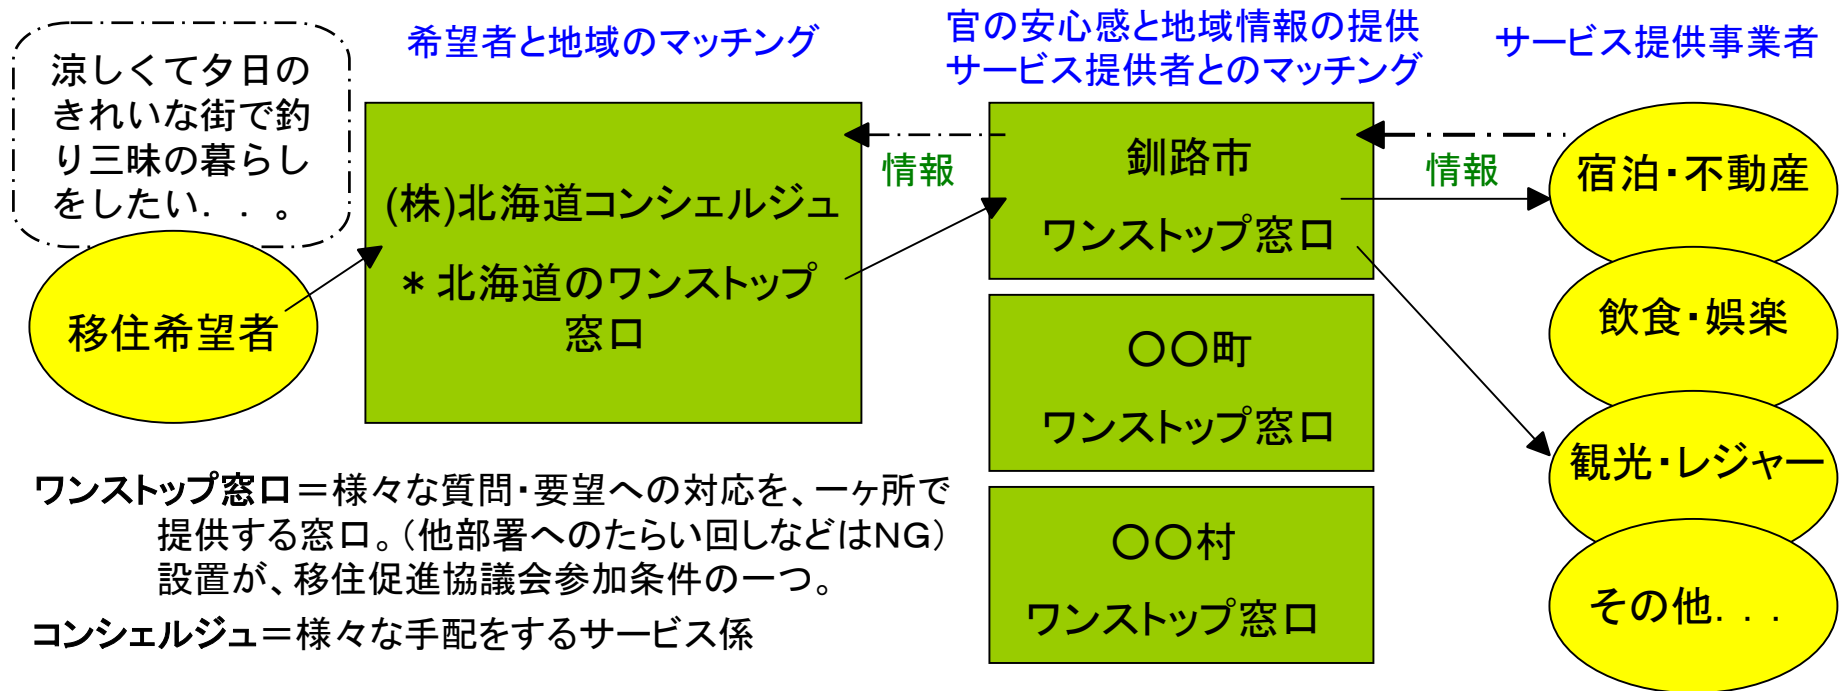 希望者と地域のマッチング
官の安心感と地域情報の提供
サービス提供者とのマッチング
サービス提供事業者
涼しくて夕日の
きれいな街で釣
り三昧の暮らし
をしたい．．。
移住希望者
(株)北海道コンシェルジュ
＊北海道のワンストップ
窓口
情報
釧路市
ワンストップ窓口
〇〇町
ワンストップ窓口
〇〇村
ワンストップ窓口
情報
宿泊・不動産
飲食・娯楽
観光・レジャー
その他．．．
ワンストップ窓口＝様々な質問・要望への対応を、一ヶ所で
提供する窓口。（他部署へのたらい回しなどはNG）
設置が、移住促進協議会参加条件の一つ。
コンシェルジュ＝様々な手配をするサービス係